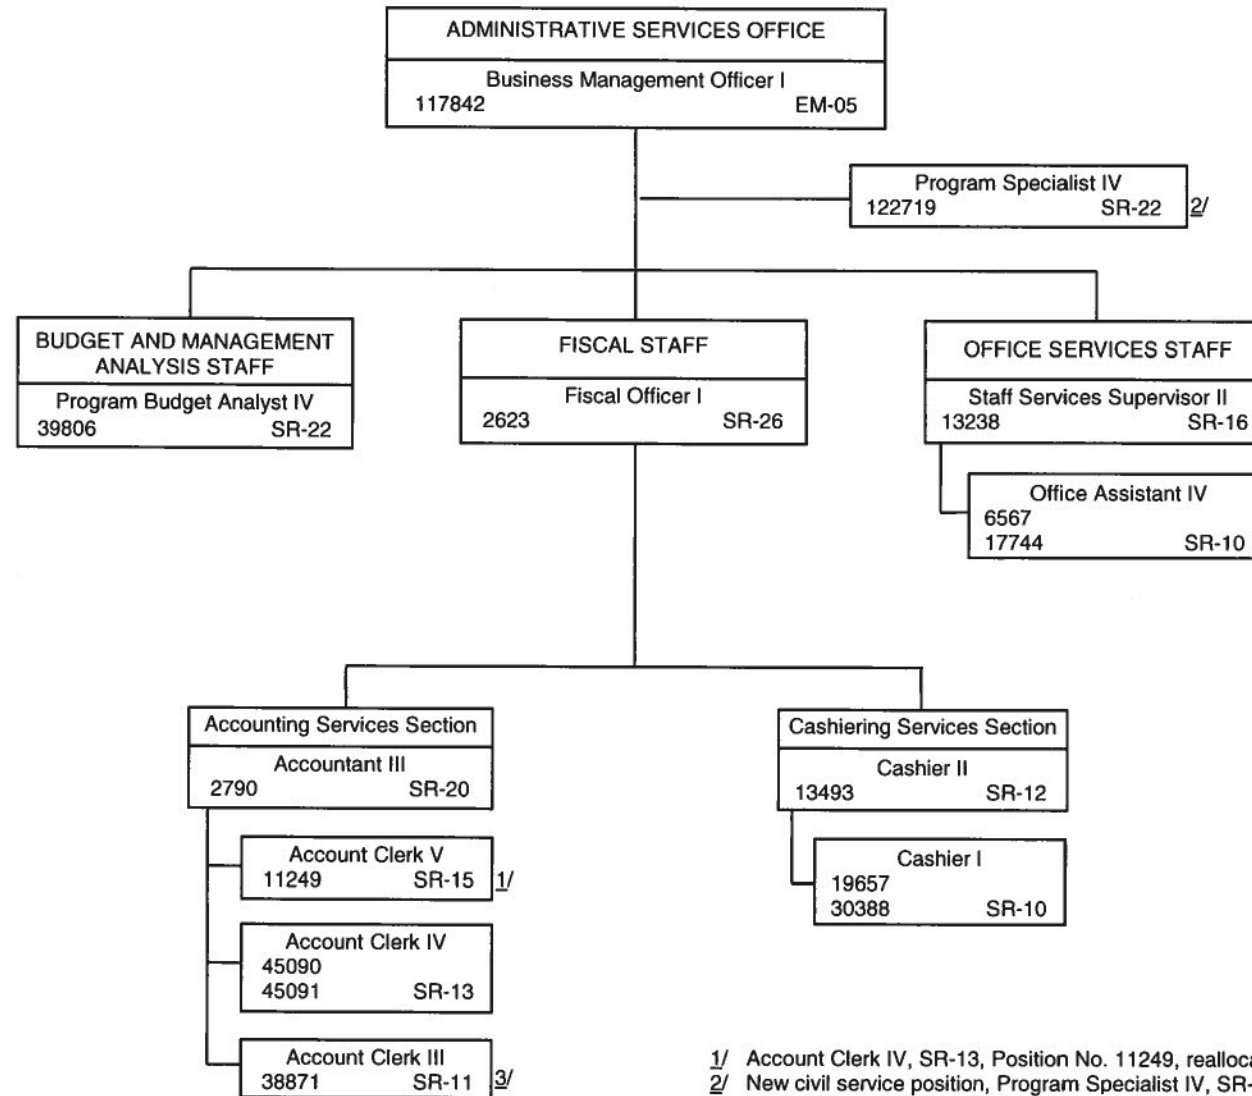 ADMINISTRATIVE SERVICES OFFICE
Business Management Officer I
117842 EM-05
Program Specialist IV
122719 SR-22 2/
BUDGET AND MANAGEMENT
ANALYSIS STAFF
Program Budget Analyst IV
39806 SR-22
FISCAL STAFF
Fiscal Officer I
2623 SR-26
OFFICE SERVICES STAFF
Staff Services Supervisor II
13238 SR-16
Office Assistant IV
6567
17744 SR-10
Accounting Services Section
Accountant III
2790 SR-20
Account Clerk V
11249 SR-15 1/
Account Clerk IV
45090
45091 SR-13
Account Clerk III
38871 SR-11 3/
Cashiering Services Section
Cashier II
13493 SR-12
Cashier I
19657
30388 SR-10
1/ Account Clerk IV, SR-13, Position No. 11249, realloca
2/ New civil service position, Program Specialist IV, SR-